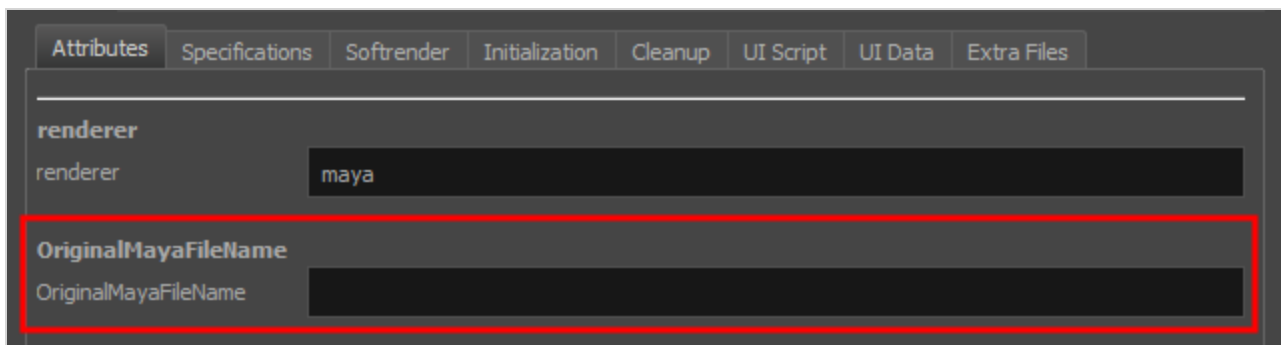 Attributes Specifications Softrender Initialization Cleanup UI Script UI Data Extra Files
renderer
renderer maya
OriginalMayaFileName
OriginalMayaFileName